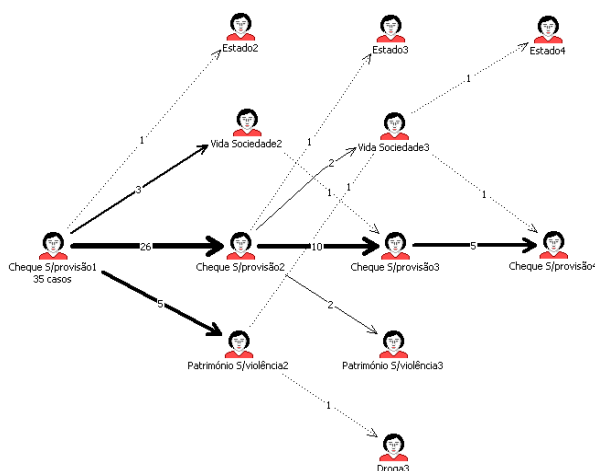 Estado2
Estado3
Estado4
1
1
1
Vida Sociedade2
Vida Sociedade3
3
2
1
1
1
26
10
5
Cheque S/provisão1
35 casos
Cheque S/provisão2
Cheque S/provisão3
Cheque S/provisão4
5
2
Património S/violência2
Património S/violência3
1
Droga3